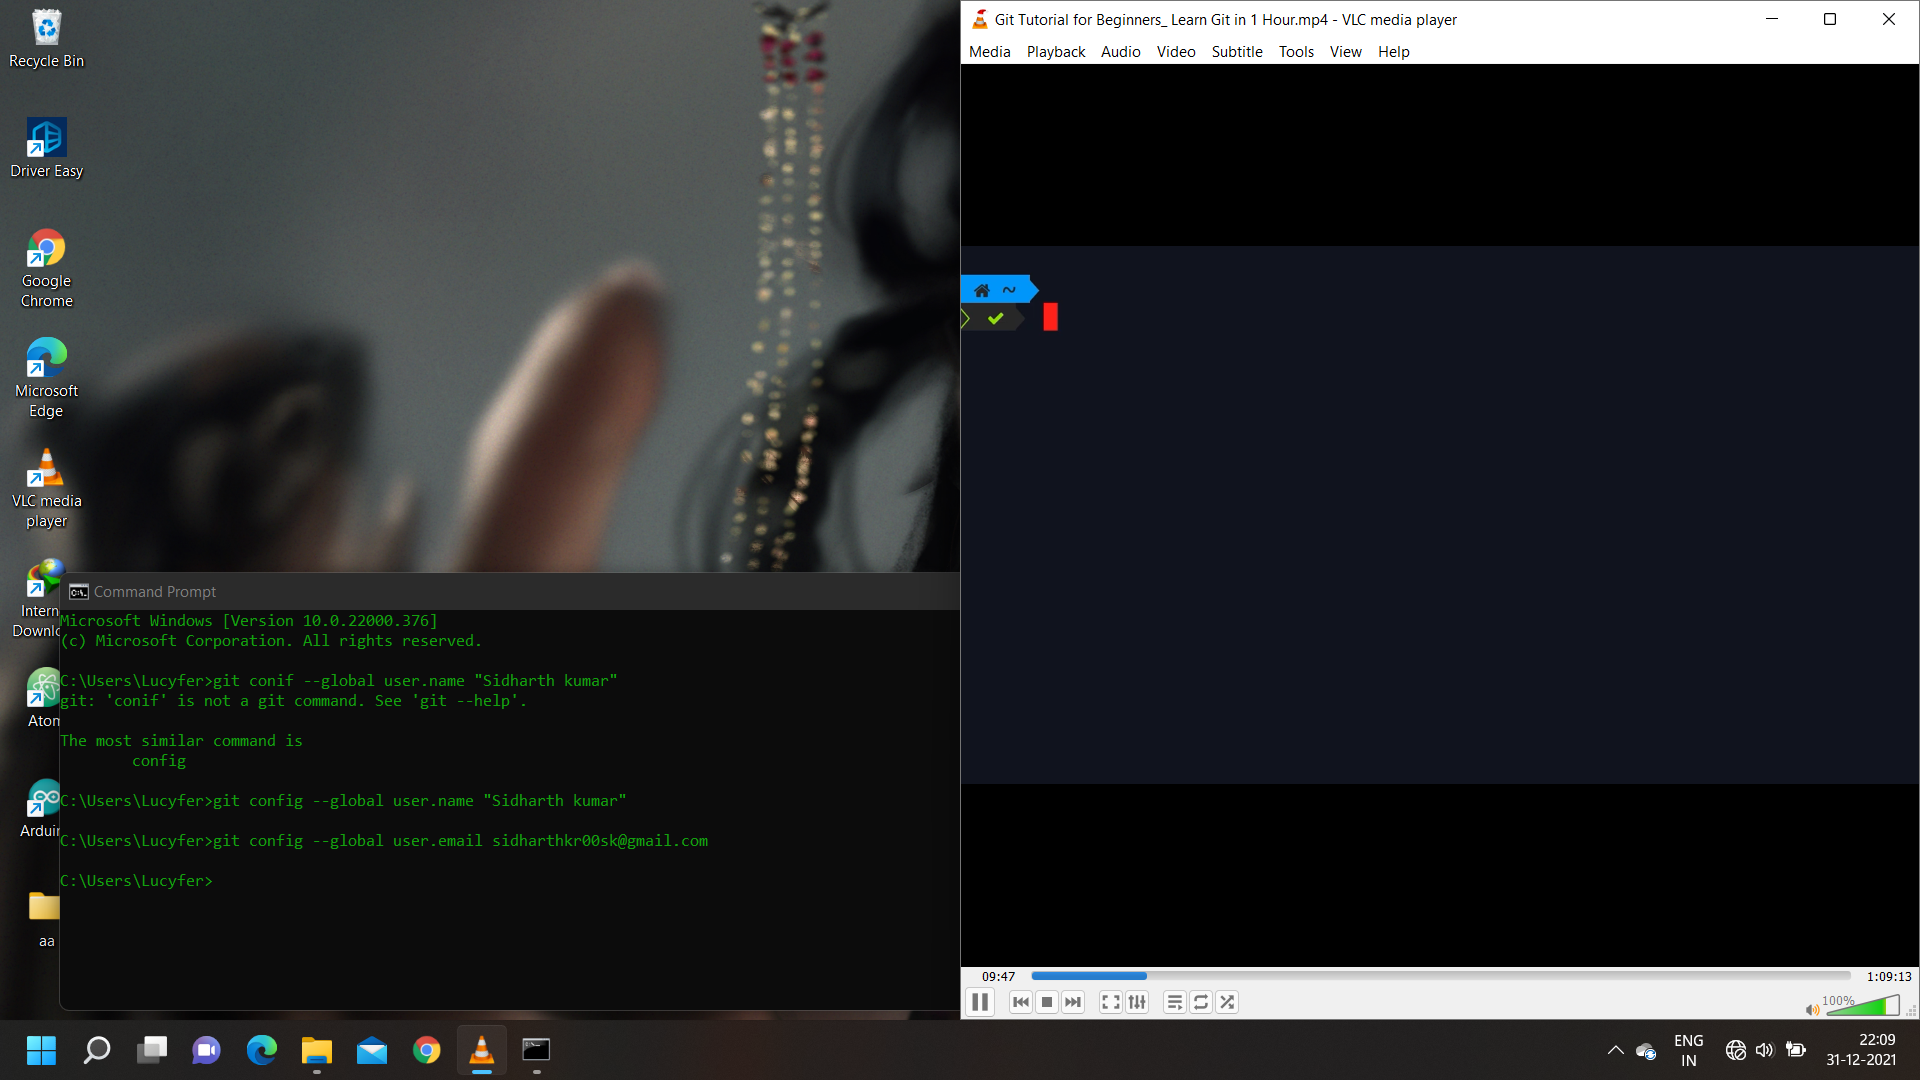 Recycle Bin
Driver Easy
Google
Chrome
Microsoft
Edge
VLC media
player
Intern
Downlo
Atom
Arduin
aa
Command Prompt
Microsoft Windows [Version 10.0.22000.376]
(c) Microsoft Corporation. All rights reserved.
C:\Users\Lucyfer>git conif --global user.name "Sidharth kumar"
git: 'conif' is not a git command. See 'git --help'.
The most similar command is
config
C:\Users\Lucyfer>git config --global user.name "Sidharth kumar"
C:\Users\Lucyfer>git config --global user.email sidharthkr00sk@gmail.com
C:\Users\Lucyfer>
Git Tutorial for Beginners_ Learn Git in 1 Hour.mp4 - VLC media player
Media Playback Audio Video Subtitle Tools View Help
~
09:47 1:09:13
100%
ENG
IN
22:09
31-12-2021